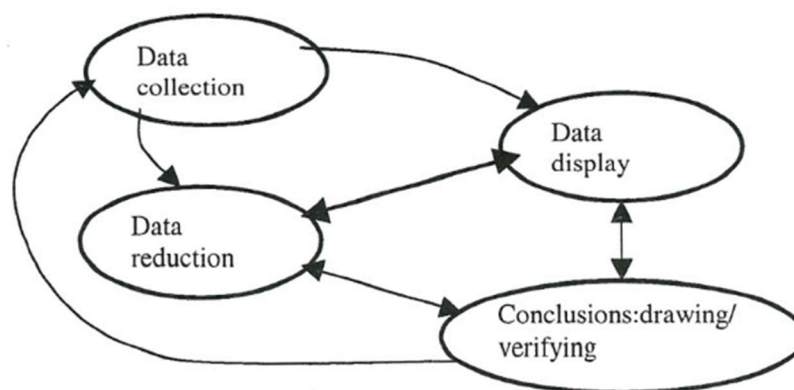 Data
collection
Data
display
Data
reduction
Conclusions:drawing/
verifying